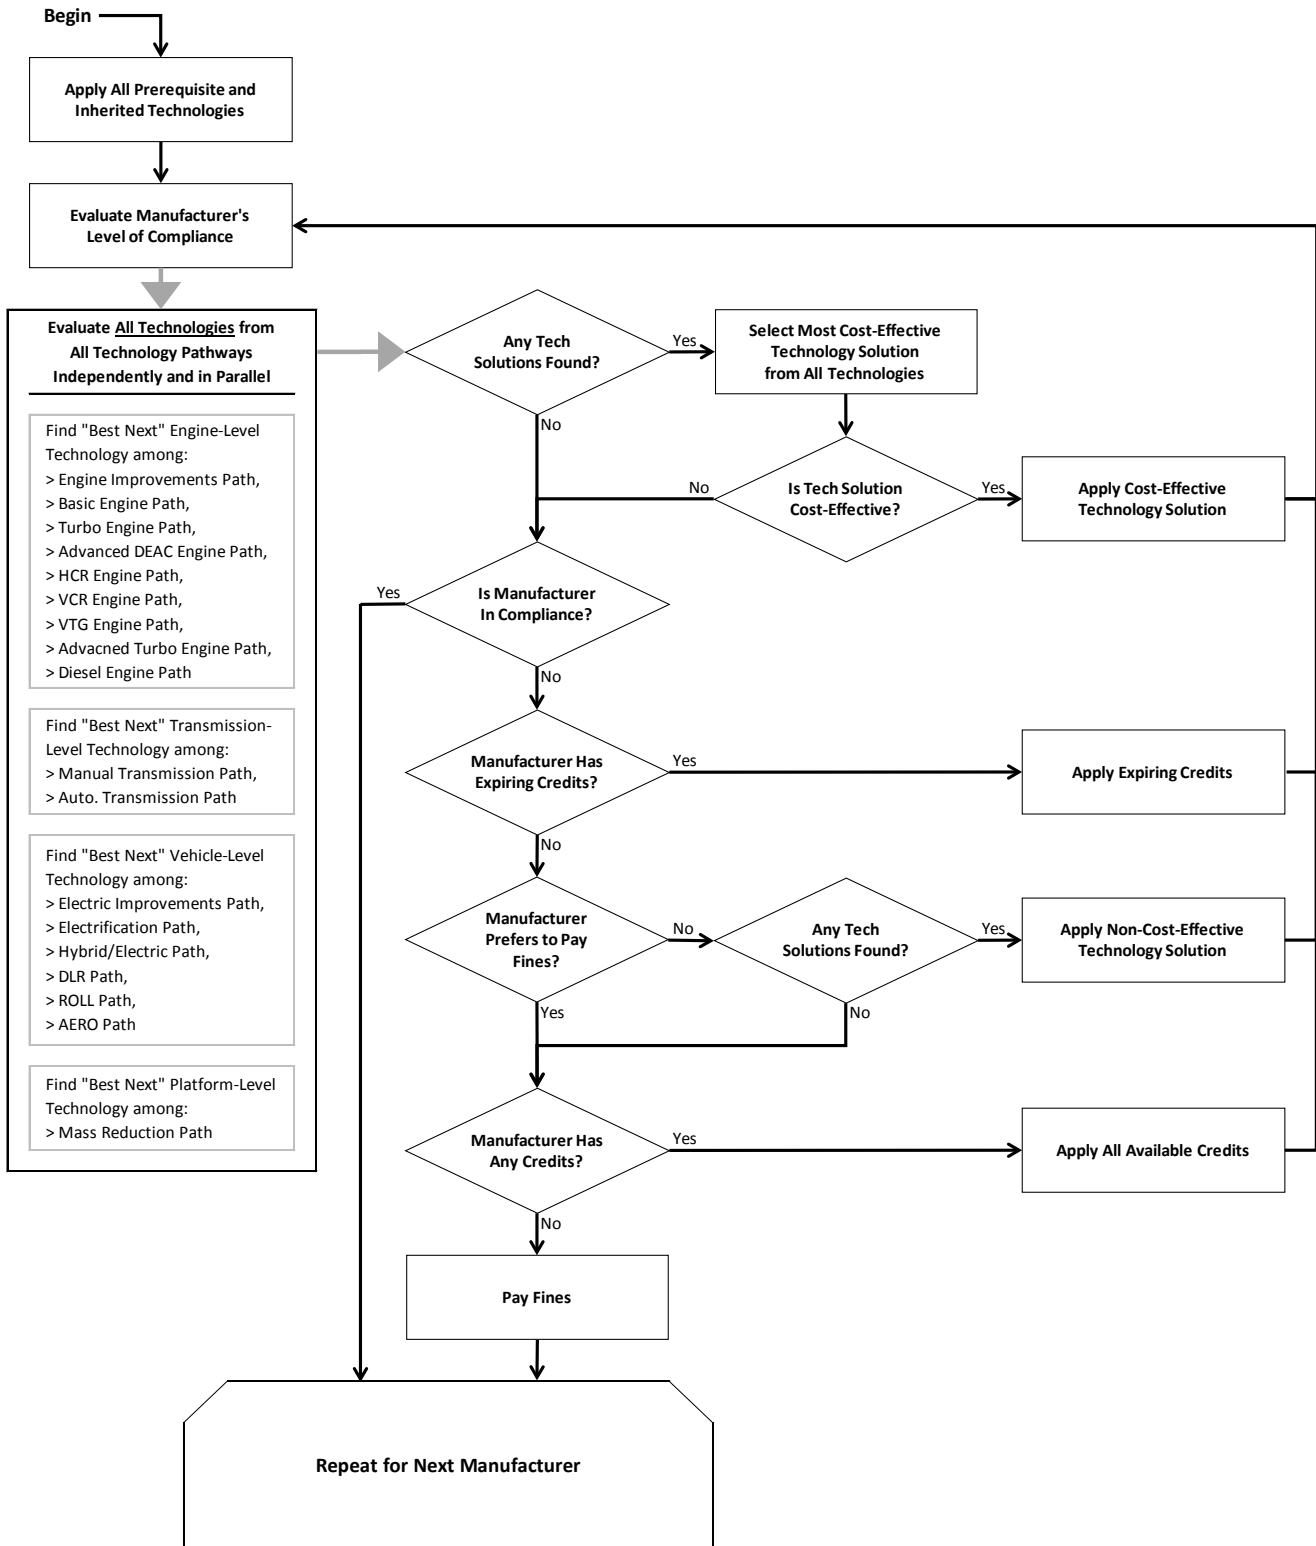 Begin
Apply All Prerequisite and
Inherited Technologies
Evaluate Manufacturer's
Level of Compliance
Evaluate All Technologies from
All Technology Pathways
Independently and in Parallel
Find "Best Next" Engine-Level
Technology among:
> Engine Improvements Path,
> Basic Engine Path,
> Turbo Engine Path,
> Advanced DEAC Engine Path,
> HCR Engine Path,
> VCR Engine Path,
> VTG Engine Path,
> Advacned Turbo Engine Path,
> Diesel Engine Path
Find "Best Next" Transmission-
Level Technology among:
> Manual Transmission Path,
> Auto. Transmission Path
Find "Best Next" Vehicle-Level
Technology among:
> Electric Improvements Path,
> Electrification Path,
> Hybrid/Electric Path,
> DLR Path,
> ROLL Path,
> AERO Path
Find "Best Next" Platform-Level
Technology among:
> Mass Reduction Path
Any Tech
Solutions Found?
Yes
No
Select Most Cost-Effective
Technology Solution
from All Technologies
Is Tech Solution
Cost-Effective?
No
Yes
Apply Cost-Effective
Technology Solution
Is Manufacturer
In Compliance?
Yes
No
Manufacturer Has
Expiring Credits?
Yes
No
Apply Expiring Credits
Manufacturer
Prefers to Pay
Fines?
No
Yes
Any Tech
Solutions Found?
Yes
No
Apply Non-Cost-Effective
Technology Solution
Manufacturer Has
Any Credits?
Yes
No
Apply All Available Credits
Pay Fines
Repeat for Next Manufacturer